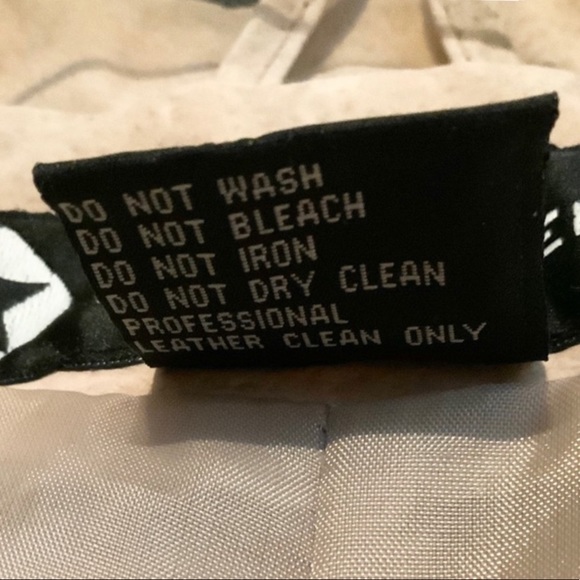 DO NOT WASH
DO NOT BLEACH
DO NOT IRON
DO NOT DRY CLEAN
PROFESSIONAL
LEATHER CLEAN ONLY